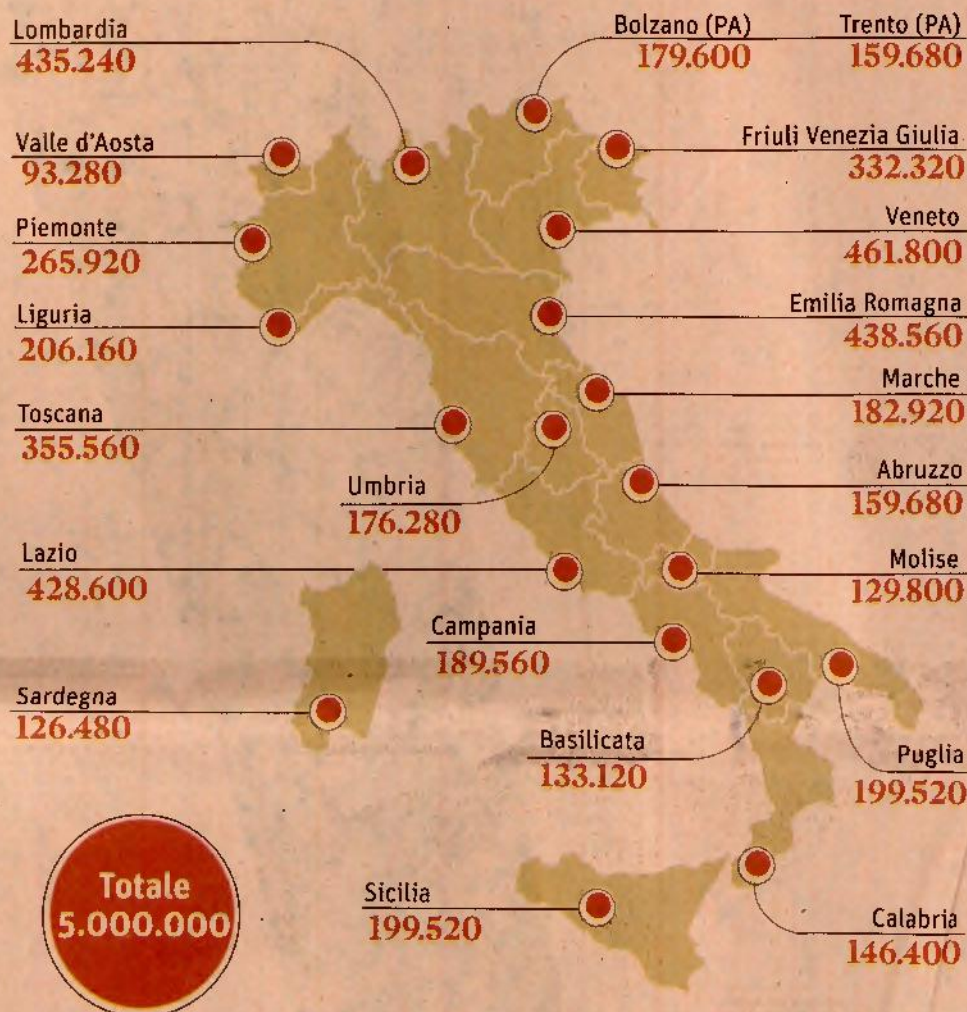 Lombardia
435.240
Bolzano (PA)
179.600
Trento (PA)
159.680
Valle d'Aosta
93.280
Friuli Venezia Giulia
332.320
Piemonte
265.920
Veneto
461.800
Liguria
206.160
Emilia Romagna
438.560
Marche
182.920
Toscana
355.560
Umbria
176.280
Abruzzo
159.680
Lazio
428.600
Molise
129.800
Campania
189.560
Sardegna
126.480
Basilicata
133.120
Puglia
199.520
Totale
5.000.000
Sicilia
199.520
Calabria
146.400